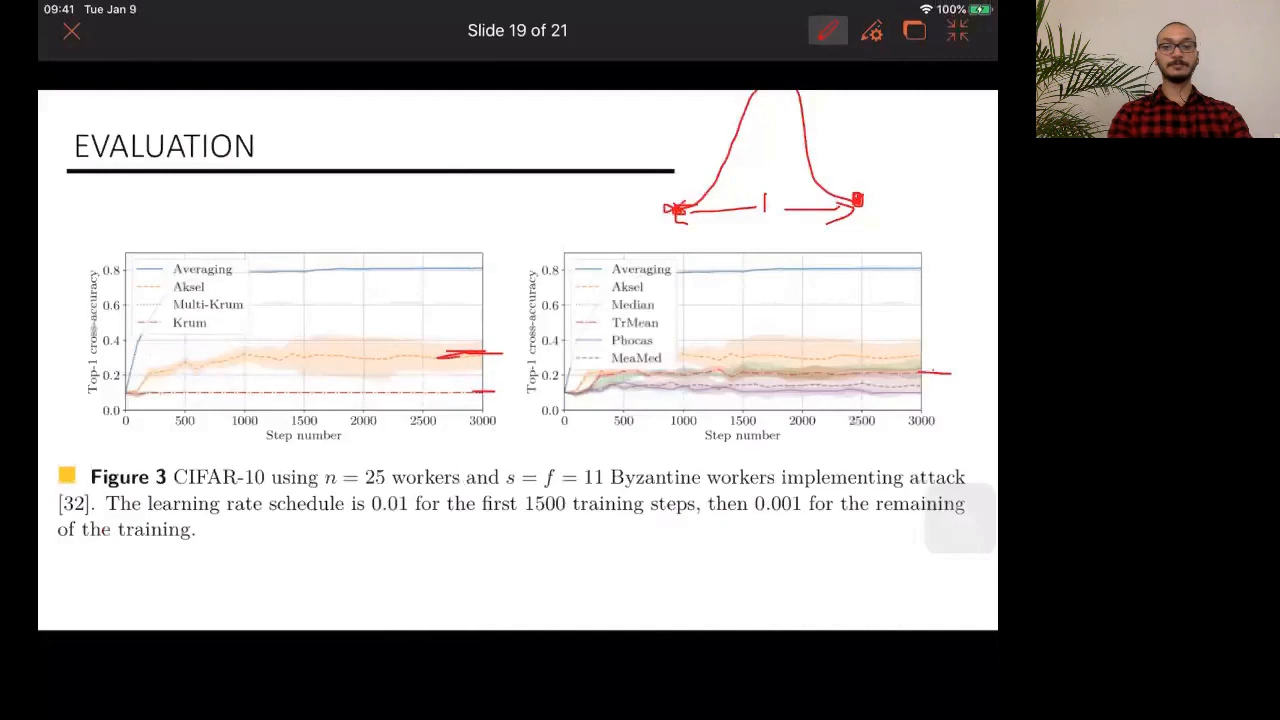 09:41 Tue Jan 9
100%
Slide 19 of 21
EVALUATION
Top-1 cross-accuracy
0.8
0.6
0.4
0.2
0.0
Averaging
Aksel
Multi-Krum
Krum
0 500 1000 1500 2000 2500 3000
Step number
Top-1 cross-accuracy
0.8
0.6
0.4
0.2
0.0
Averaging
Aksel
Median
TrMean
Phocas
MeaMed
0 500 1000 1500 2000 2500 3000
Step number
Figure 3 CIFAR-10 using n = 25 workers and s = f = 11 Byzantine workers implementing attack
[32]. The learning rate schedule is 0.01 for the first 1500 training steps, then 0.001 for the remaining
of the training.